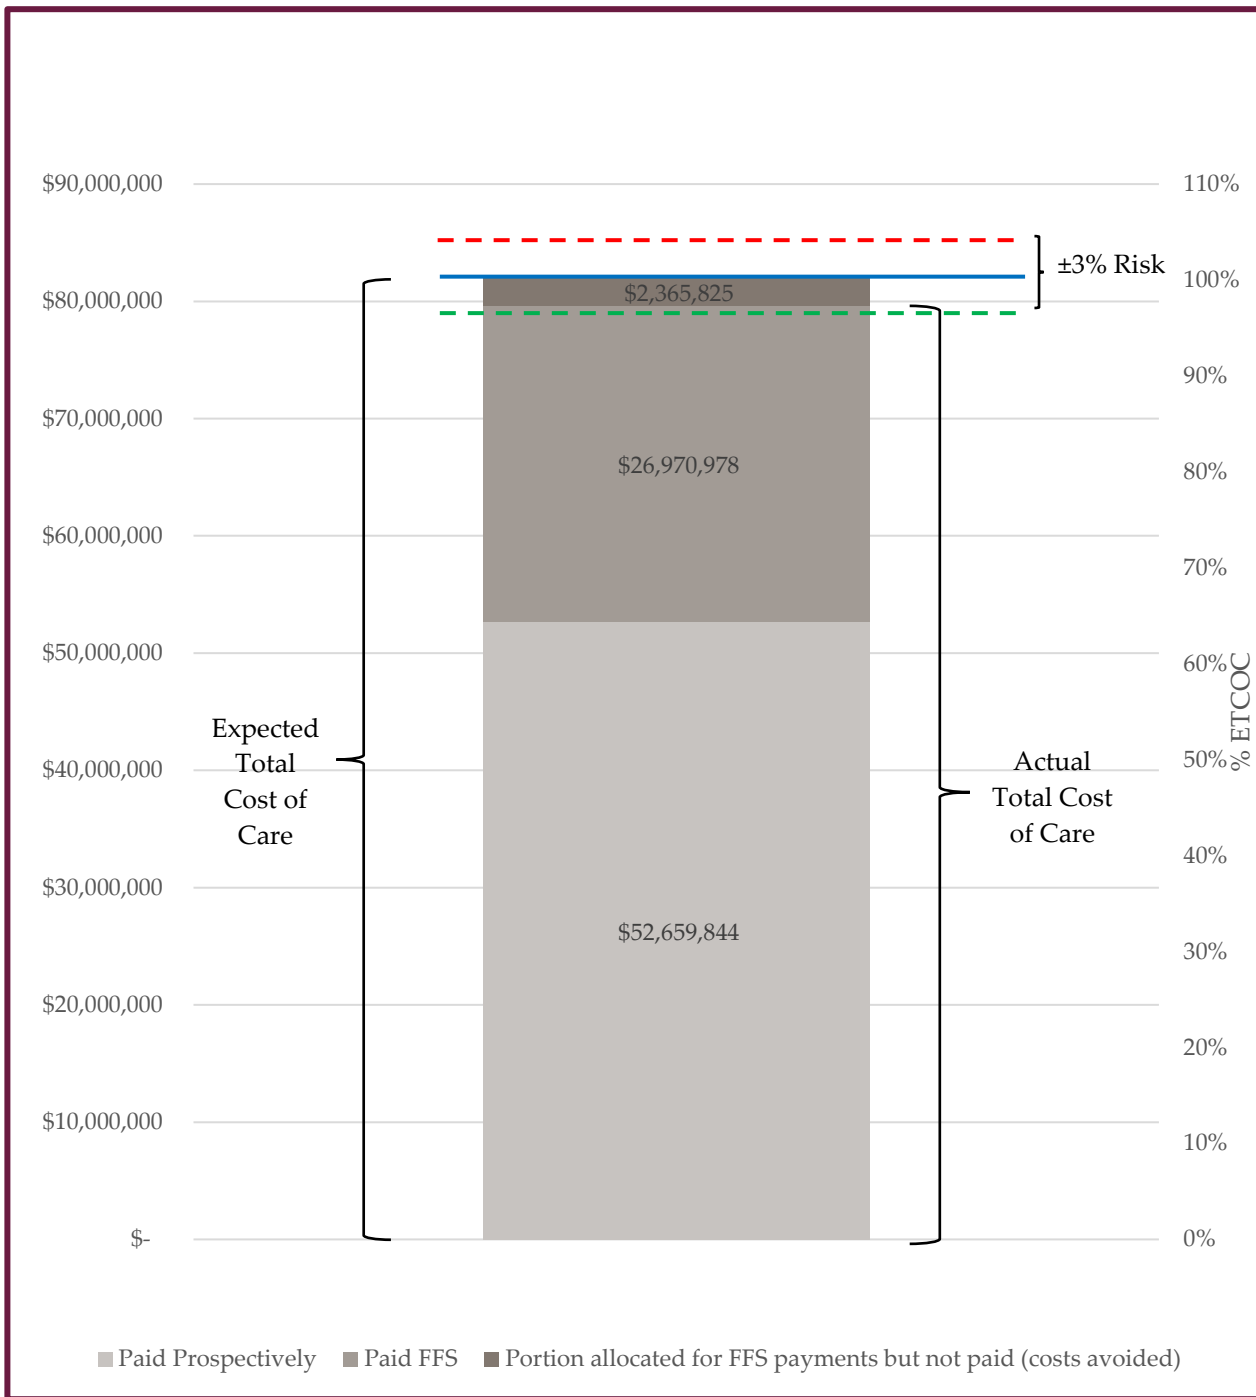 $90,000,000
$80,000,000
$70,000,000
$60,000,000
$50,000,000
$40,000,000
$30,000,000
$20,000,000
$10,000,000
$-
Expected
Total
Cost of
Care
$2,365,825
$26,970,978
$52,659,844
±3% Risk
Actual
Total Cost
of Care
110%
100%
90%
80%
70%
60%
50%
40%
30%
20%
10%
0%
% ETCOC
Paid Prospectively Paid FFS Portion allocated for FFS payments but not paid (costs avoided)